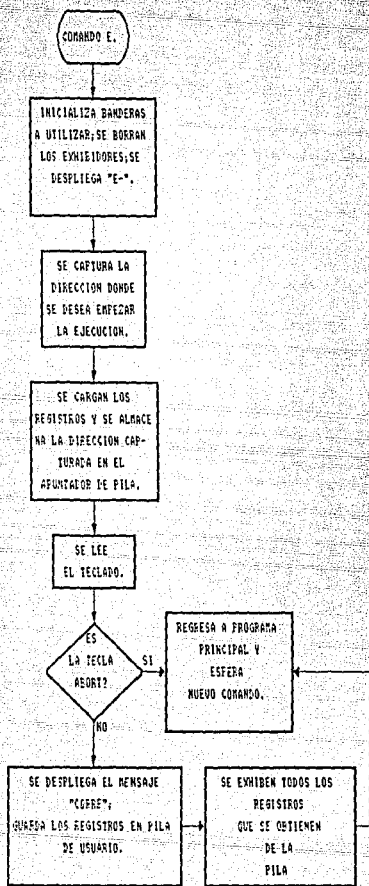 COMANDO E.
INICIALIZA BANDERAS
A UTILIZAR;SE BORRAN
LOS EXHIBIDORES;SE
DESPLIEGA "E-".
SE CAPTURA LA
DIRECCION DONDE
SE DESEA EMPEZAR
LA EJECUCION.
SE CARGAN LOS
REGISTROS Y SE ALMACE
NA LA DIRECCION CAP-
TURADA EN EL
APUNTADOR DE PILA.
SE LEE
EL TECLADO.
ES
LA TECLA
ABORT?
SI
NO
REGRESA A PROGRAMA
PRINCIPAL Y
ESPERA
NUEVO COMANDO.
SE DESPLIEGA EL MENSAJE
"CORRE";
GUARDA LOS REGISTROS EN PILA
DE USUARIO.
SE EXHIBEN TODOS LOS
REGISTROS
QUE SE OBTIENEN
DE LA
PILA